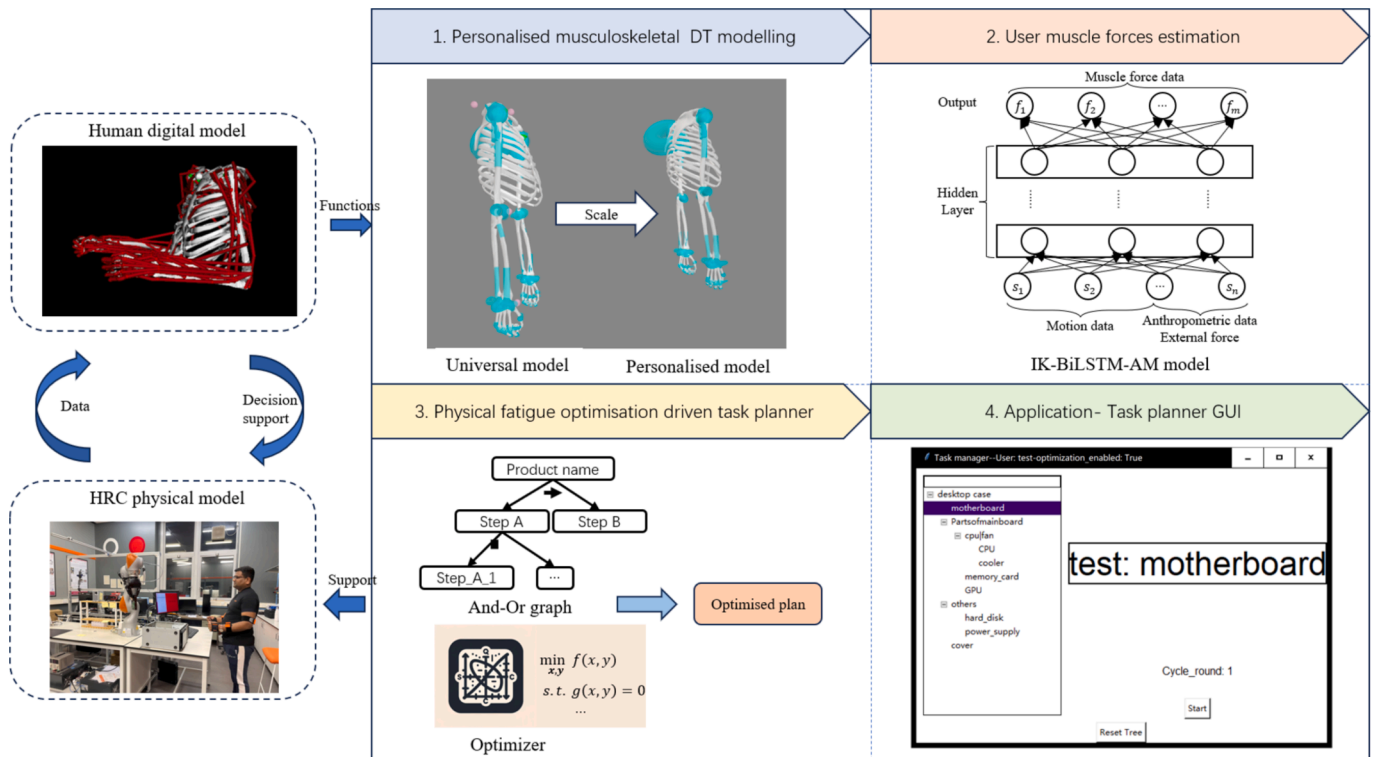 1. Personalised musculoskeletal DT modelling
2. User muscle forces estimation
Human digital model
Functions
Data
Decision
support
HRC physical model
Support
Scale
Universal model
Personalised model
Muscle force data
Output
f1
f2
...
fm
Hidden
Layer
s1
s2
...
sn
Motion data
Anthropometric data
External force
IK-BiLSTM-AM model
3. Physical fatigue optimisation driven task planner
4. Application- Task planner GUI
Product name
Step A
Step B
Step_A_1
...
And-Or graph
Optimised plan
min f(x,y)
x,y
s.t. g(x,y) = 0
...
Optimizer
Task manager--User: test-optimization_enabled: True
desktop case
motherboard
Partsofmainboard
cpu|fan
CPU
cooler
memory_card
GPU
others
hard_disk
power_supply
cover
test: motherboard
Cycle_round: 1
Start
Reset Tree